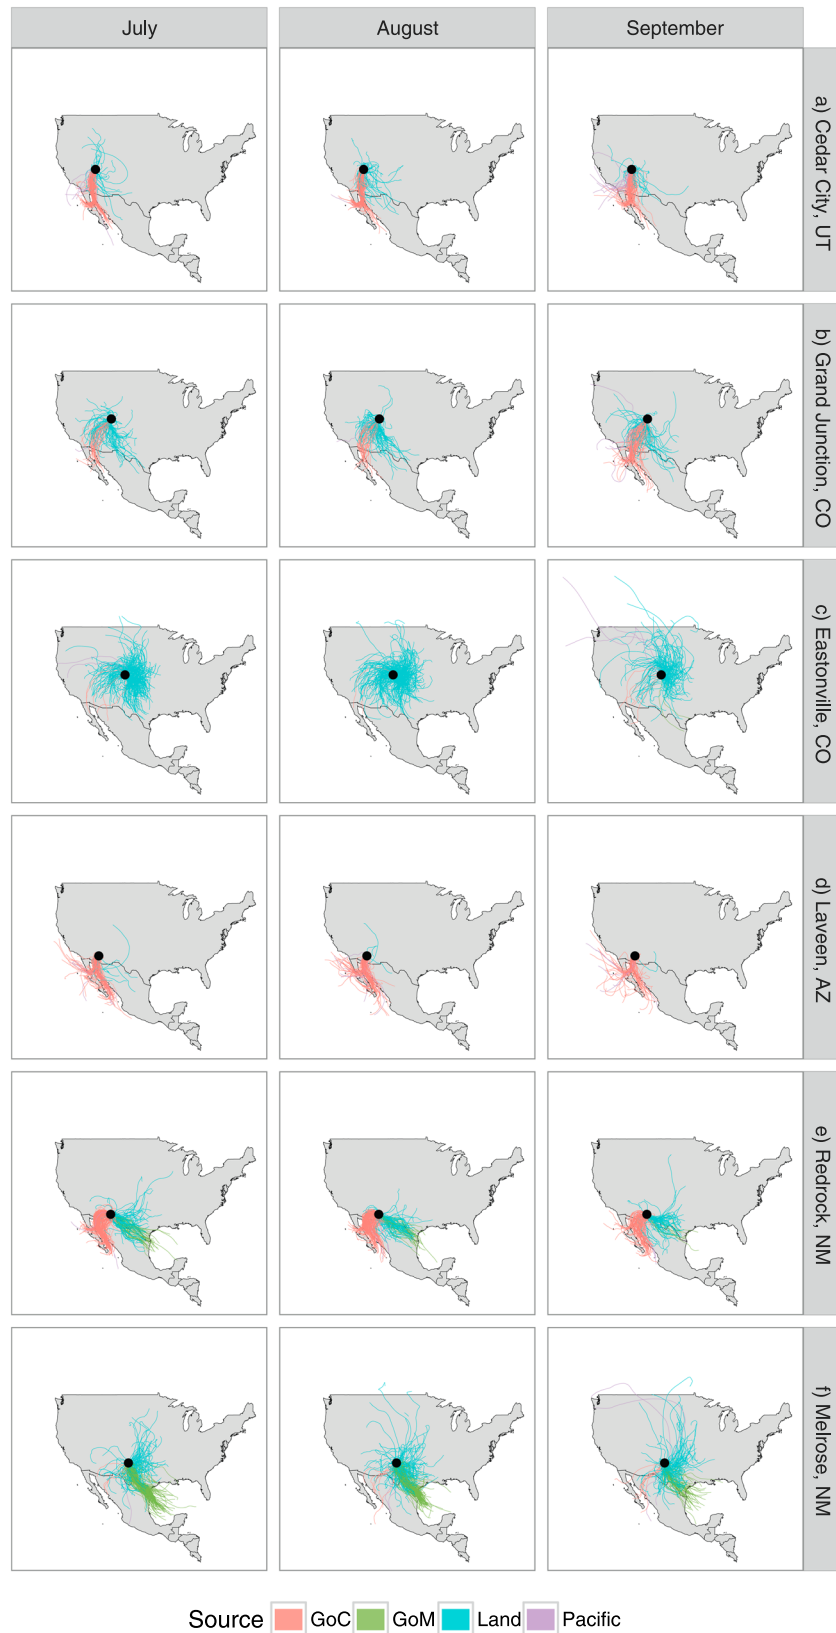 July
August
September
a) Cedar City, UT
b) Grand Junction, CO
c) Eastonville, CO
d) Laveen, AZ
e) Redrock, NM
f) Melrose, NM
Source GoC GoM Land Pacific